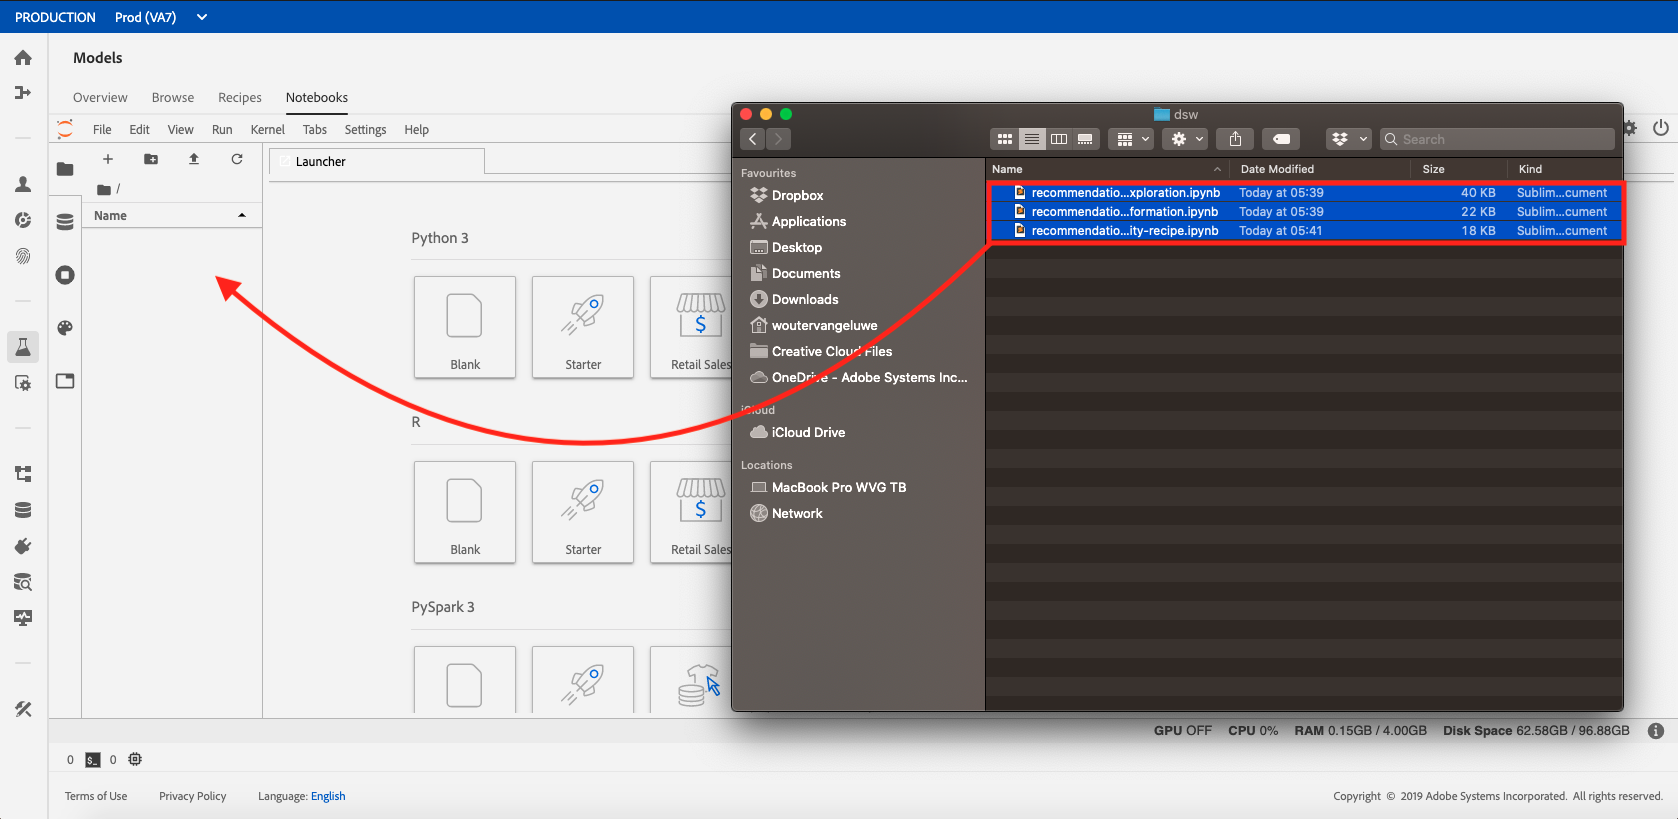 PRODUCTION Prod (VA7)
Models
Overview Browse Recipes Notebooks
File Edit View Run Kernel Tabs Settings Help
/
Name
Launcher
Python 3
Blank Starter Retail Sales
R
Blank Starter Retail Sales
PySpark 3
dsw
Search
Favourites
Dropbox
Applications
Desktop
Documents
Downloads
woutervangeluwe
Creative Cloud Files
OneDrive - Adobe Systems Inc...
iCloud
iCloud Drive
Locations
MacBook Pro WVG TB
Network
Name Date Modified Size Kind
recommendatio...xploration.ipynb Today at 05:39 40 KB Sublim...cument
recommendatio...formation.ipynb Today at 05:39 22 KB Sublim...cument
recommendatio...ity-recipe.ipynb Today at 05:41 18 KB Sublim...cument
GPU OFF CPU 0% RAM 0.15GB / 4.00GB Disk Space 62.58GB / 96.88GB
0 $_ 0
Terms of Use Privacy Policy Language: English
Copyright © 2019 Adobe Systems Incorporated. All rights reserved.